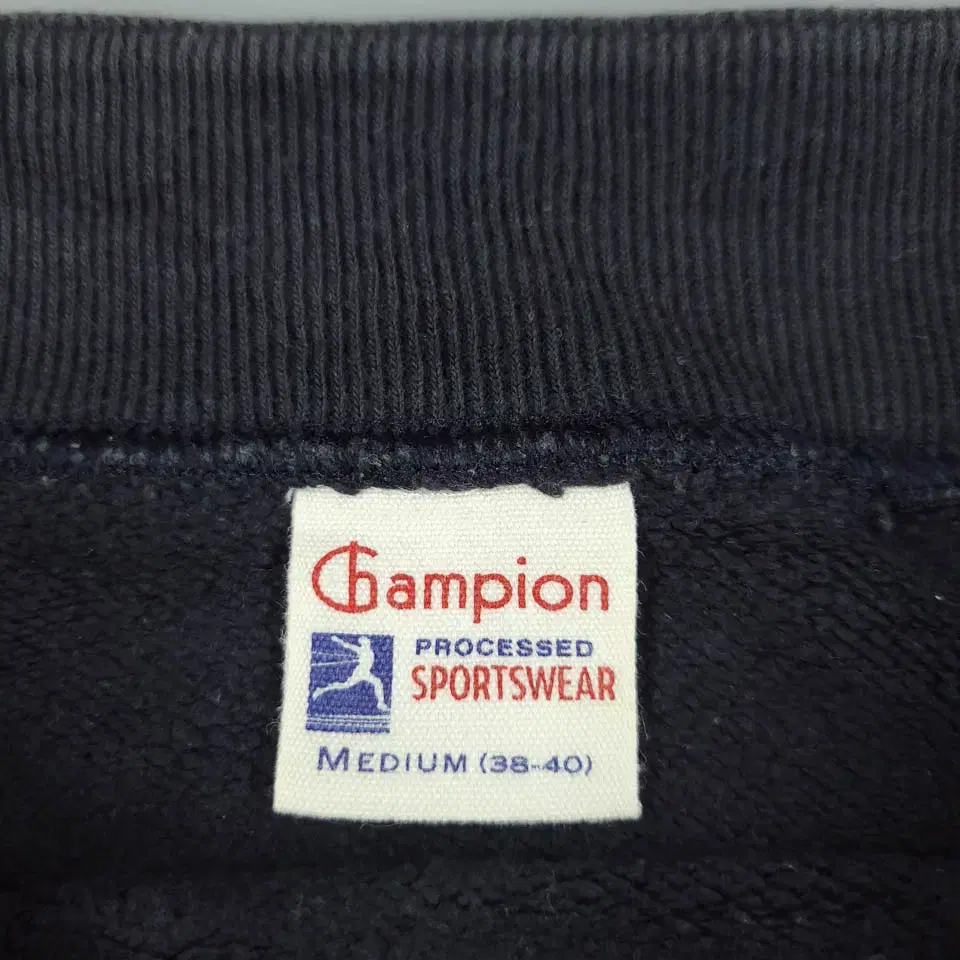 Champion
PROCESSED
SPORTSWEAR
MEDIUM (38-40)